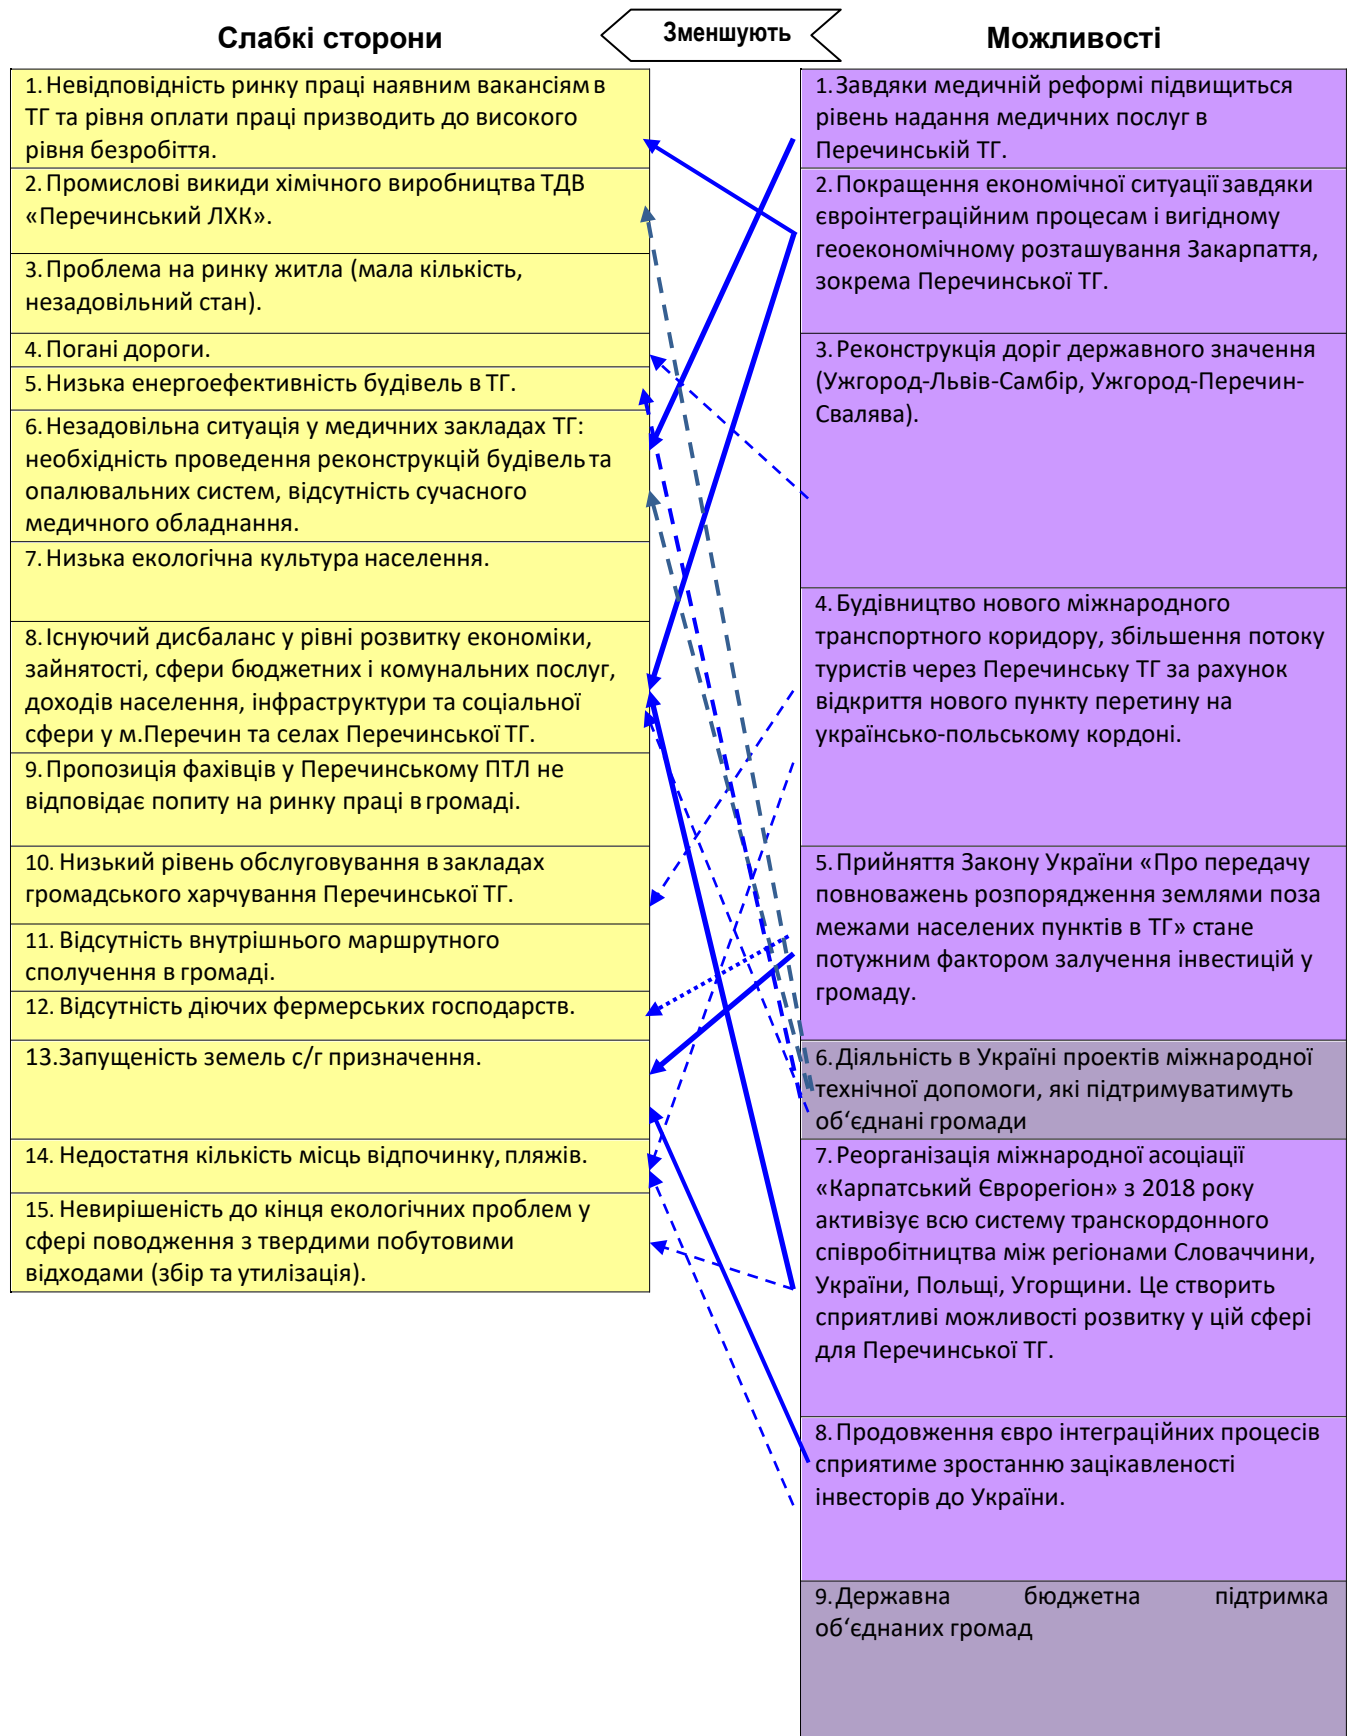 Слабкі сторони
Зменшують
Можливості
1. Невідповідність ринку праці наявним вакансіям в
ТГ та рівня оплати праці призводить до високого
рівня безробіття.
2. Промислові викиди хімічного виробництва ТДВ
«Перечинський ЛХК».
3. Проблема на ринку житла (мала кількість,
незадовільний стан).
4. Погані дороги.
5. Низька енергоефективність будівель в ТГ.
6. Незадовільна ситуація у медичних закладах ТГ:
необхідність проведення реконструкцій будівель та
опалювальних систем, відсутність сучасного
медичного обладнання.
7. Низька екологічна культура населення.
8. Існуючий дисбаланс у рівні розвитку економіки,
зайнятості, сфери бюджетних і комунальних послуг,
доходів населення, інфраструктури та соціальної
сфери у м.Перечин та селах Перечинської ТГ.
9. Пропозиція фахівців у Перечинському ПТЛ не
відповідає попиту на ринку праці в громаді.
10. Низький рівень обслуговування в закладах
громадського харчування Перечинської ТГ.
11. Відсутність внутрішнього маршрутного
сполучення в громаді.
12. Відсутність діючих фермерських господарств.
13.Запущеність земель с/г призначення.
14. Недостатня кількість місць відпочинку, пляжів.
15. Невирішеність до кінця екологічних проблем у
сфері поводження з твердими побутовими
відходами (збір та утилізація).
1. Завдяки медичній реформі підвищиться
рівень надання медичних послуг в
Перечинській ТГ.
2. Покращення економічної ситуації завдяки
євроінтеграційним процесам і вигідному
геоекономічному розташування Закарпаття,
зокрема Перечинської ТГ.
3. Реконструкція доріг державного значення
(Ужгород-Львів-Самбір, Ужгород-Перечин-
Свалява).
4. Будівництво нового міжнародного
транспортного коридору, збільшення потоку
туристів через Перечинську ТГ за рахунок
відкриття нового пункту перетину на
українсько-польському кордоні.
5. Прийняття Закону України «Про передачу
повноважень розпорядження землями поза
межами населених пунктів в ТГ» стане
потужним фактором залучення інвестицій у
громаду.
6. Діяльність в Україні проектів міжнародної
технічної допомоги, які підтримуватимуть
об‘єднані громади
7. Реорганізація міжнародної асоціації
«Карпатський Єврорегіон» з 2018 року
активізує всю систему транскордонного
співробітництва між регіонами Словаччини,
України, Польщі, Угорщини. Це створить
сприятливі можливості розвитку у цій сфері
для Перечинської ТГ.
8. Продовження євро інтеграційних процесів
сприятиме зростанню зацікавленості
інвесторів до України.
9. Державна бюджетна підтримка
об‘єднаних громад